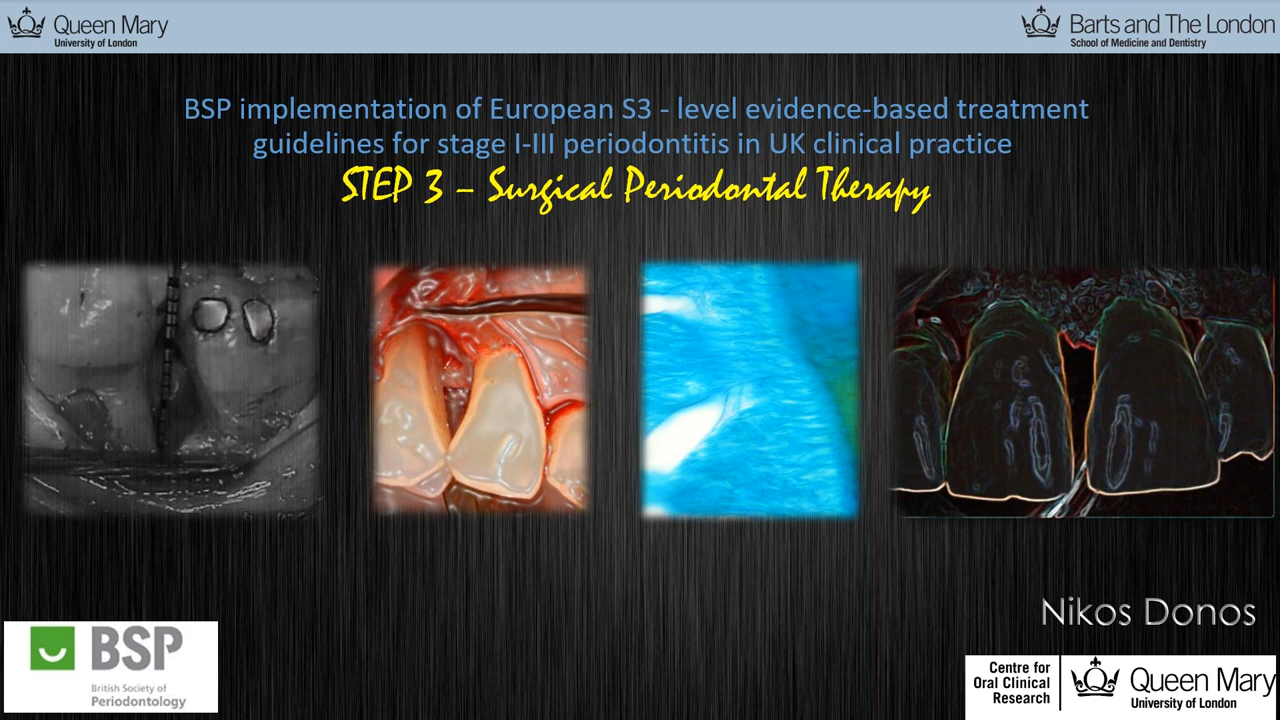 Queen Mary
University of London
Barts and The London
School of Medicine and Dentistry
BSP implementation of European S3 - level evidence-based treatment
guidelines for stage I-III periodontitis in UK clinical practice
STEP 3 – Surgical Periodontal Therapy
Nikos Donos
BSP
British Society of
Periodontology
Centre for
Oral Clinical
Research
Queen Mary
University of London